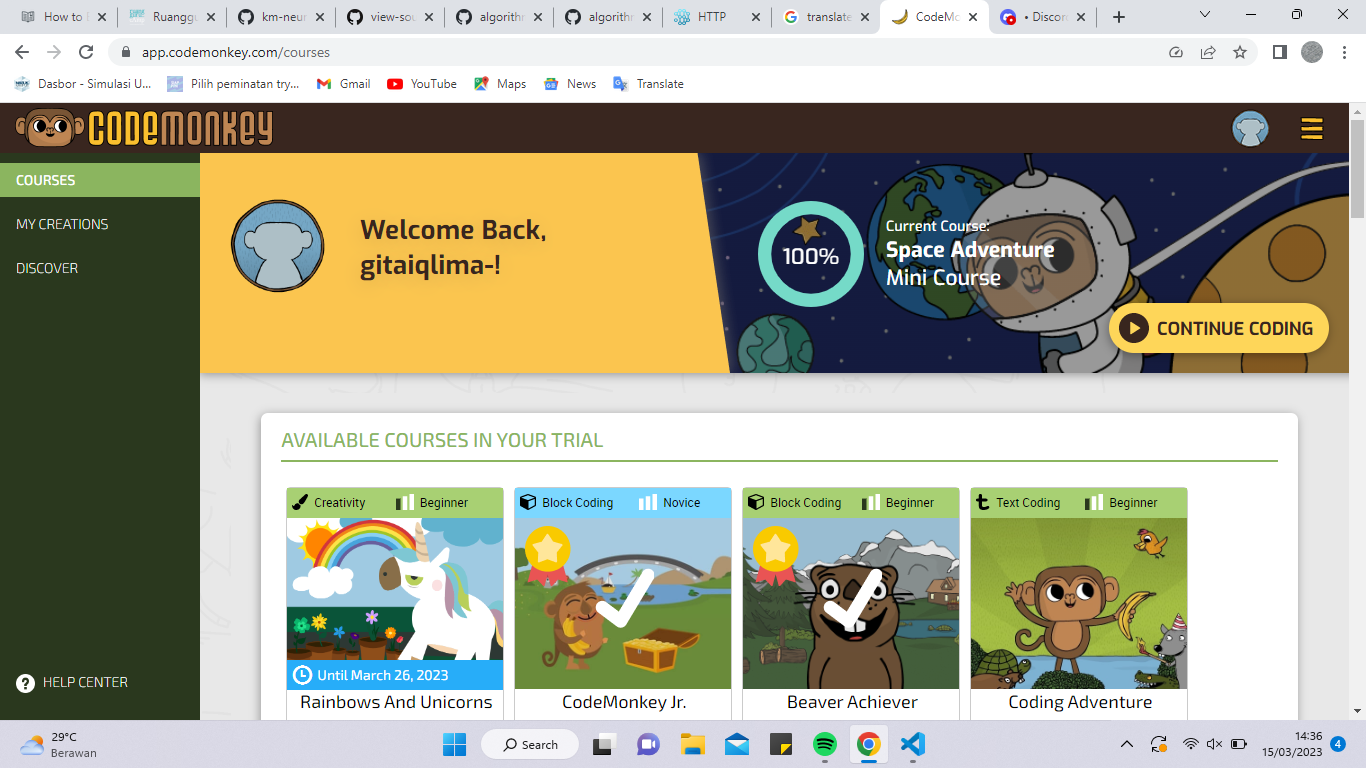 How to
Ruangg
km-neur
view-sou
algorithm
algorithm
HTTP
translate
CodeMo
• Discor
app.codemonkey.com/courses
Dasbor - Simulasi U...
Pilih peminatan try...
Gmail
YouTube
Maps
News
Translate
CODEMONKEY
COURSES
MY CREATIONS
DISCOVER
HELP CENTER
Welcome Back,
gitaiqlima-!
100%
Current Course:
Space Adventure
Mini Course
CONTINUE CODING
AVAILABLE COURSES IN YOUR TRIAL
Creativity Beginner
Until March 26, 2023
Rainbows And Unicorns
Block Coding Novice
CodeMonkey Jr.
Block Coding Beginner
Beaver Achiever
Text Coding Beginner
Coding Adventure
29°C
Berawan
Search
14:36
15/03/2023
4